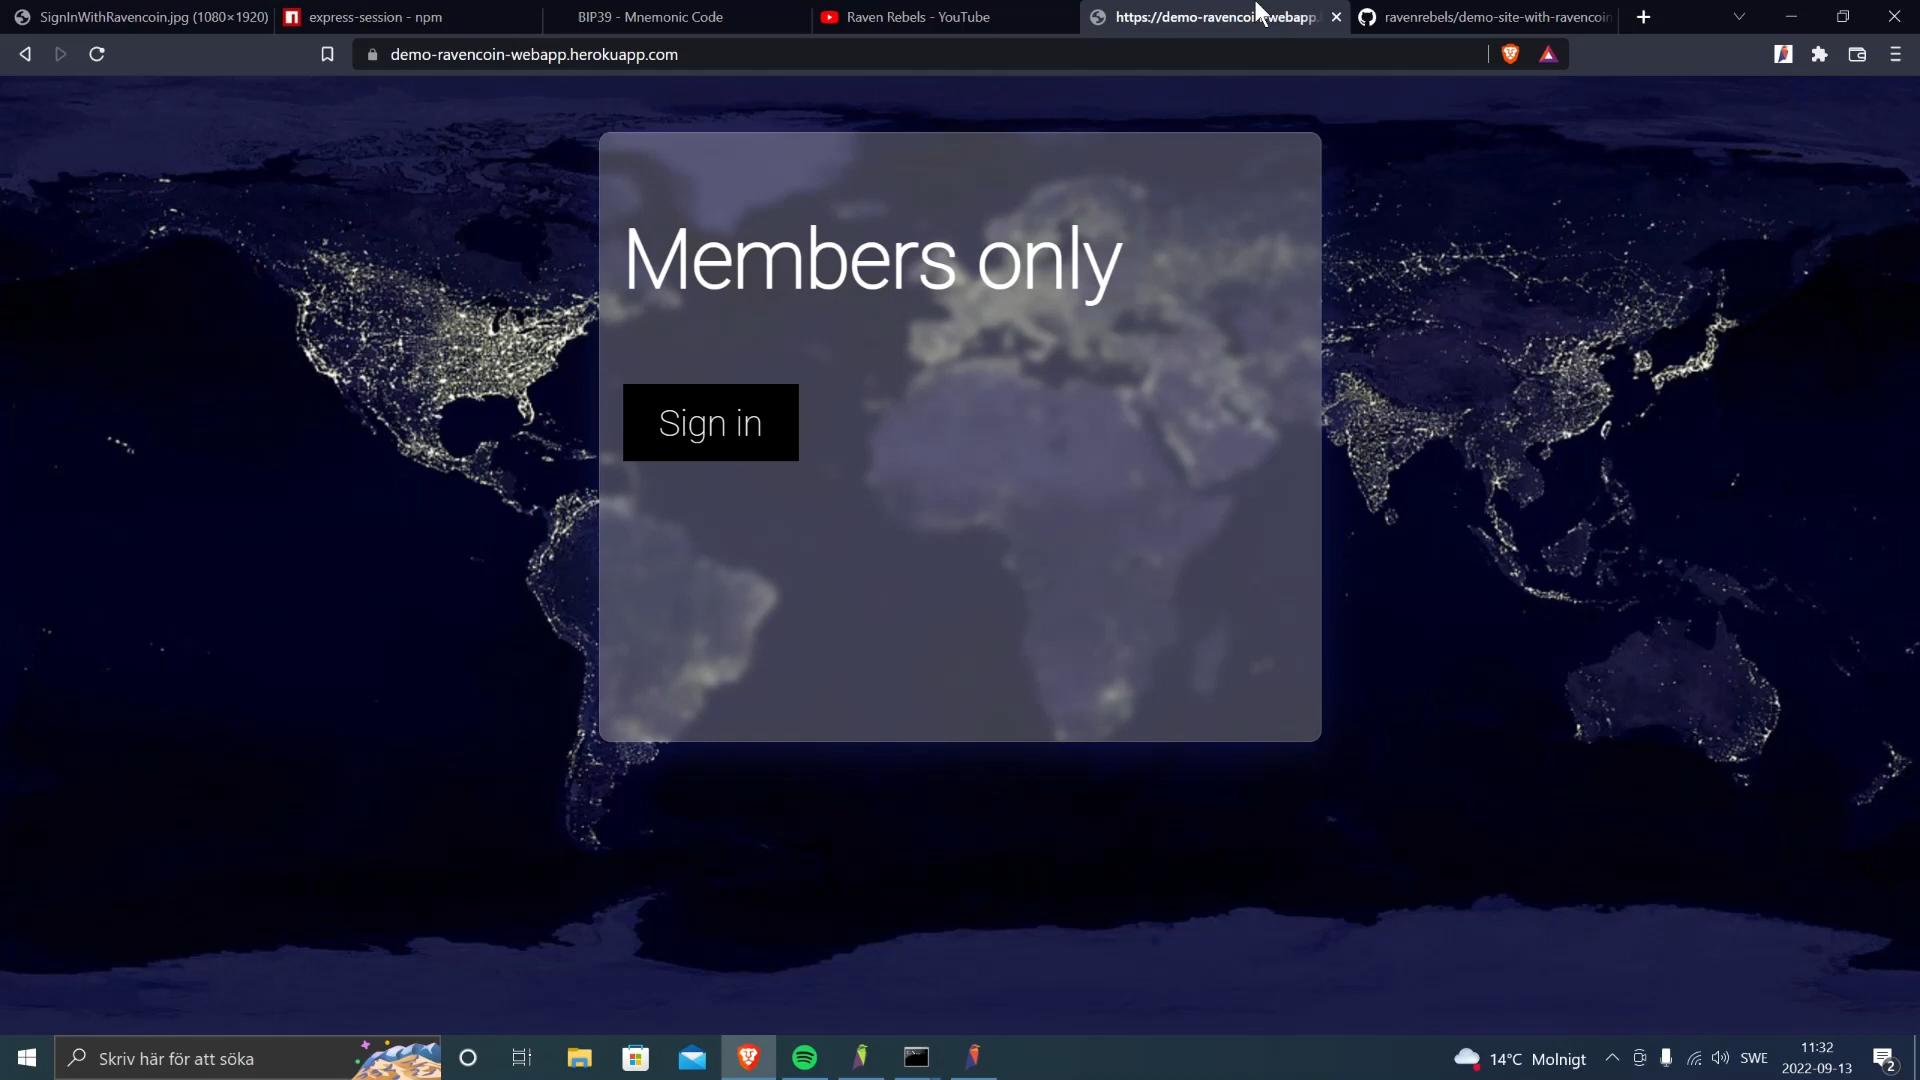 SignInWithRavencoin.jpg (1080×1920)
express-session - npm
BIP39 - Mnemonic Code
Raven Rebels - YouTube
https://demo-ravencoin-webapp.
ravenrebels/demo-site-with-ravencoin
demo-ravencoin-webapp.herokuapp.com
Members only
Sign in
Skriv här för att söka
14°C Molnigt
SWE
11:32
2022-09-13
2